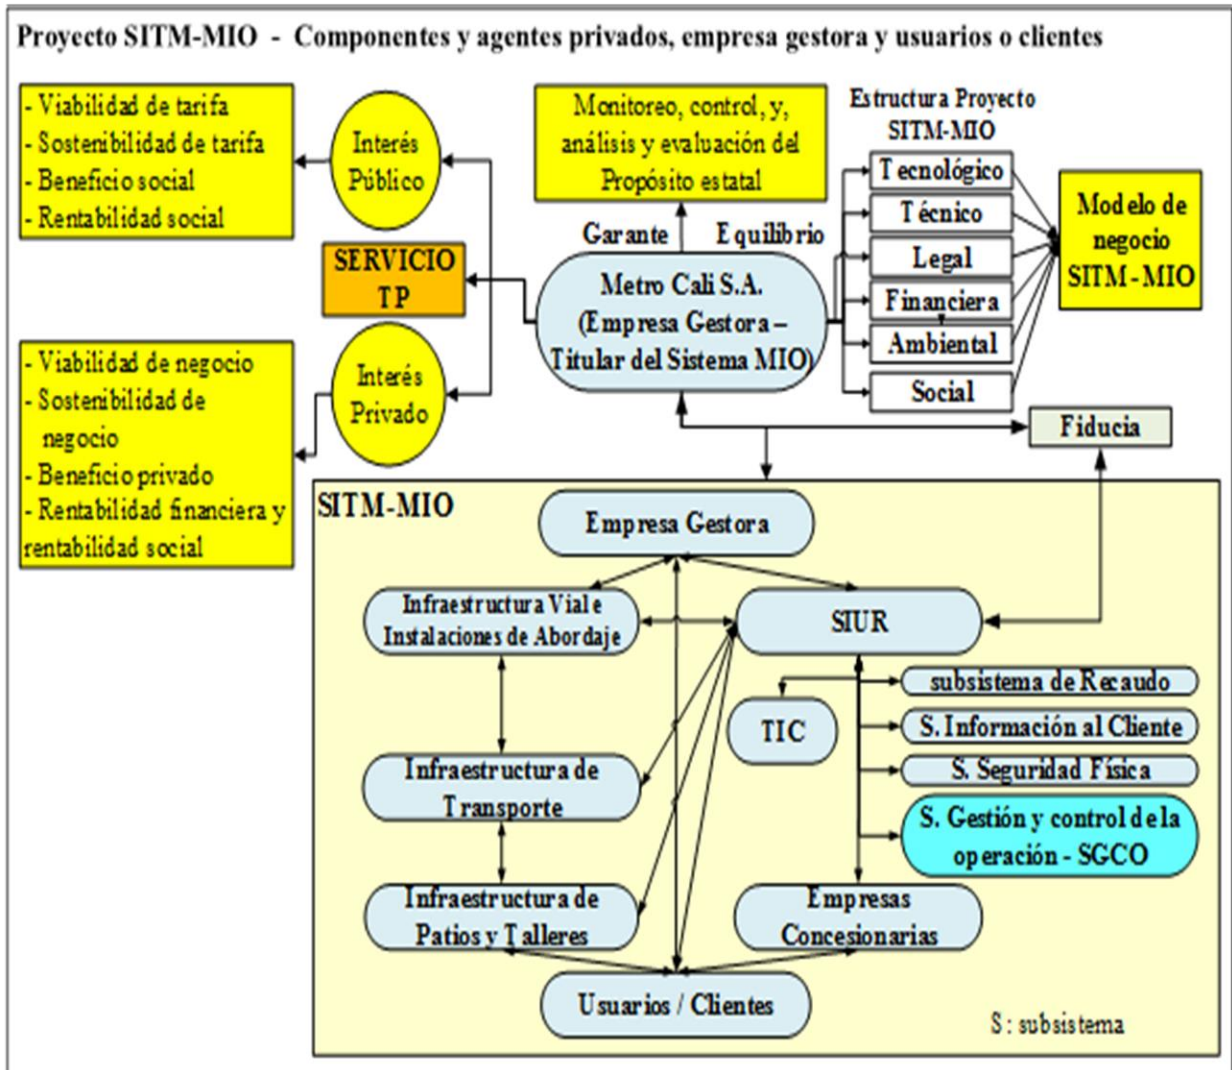 Proyecto SITM-MIO - Componentes y agentes privados, empresa gestora y usuarios o clientes
- Viabilidad de tarifa
- Sostenibilidad de tarifa
- Beneficio social
- Rentabilidad social
Interés
Público
Monitoreo, control, y,
análisis y evaluación del
Propósito estatal
Estructura Proyecto
SITM-MIO
Tecnológico
Técnico
Legal
Financiera
Ambiental
Social
Modelo de
negocio
SITM-MIO
Garante
Equilibrio
SERVICIO
TP
Metro Cali S.A.
(Empresa Gestora –
Titular del Sistema MIO)
- Viabilidad de negocio
- Sostenibilidad de
negocio
- Beneficio privado
- Rentabilidad financiera y
rentabilidad social
Interés
Privado
Fiducia
SITM-MIO
Empresa Gestora
Infraestructura Vial e
Instalaciones de Abordaje
SIUR
TIC
subsistema de Recaudo
S. Información al Cliente
S. Seguridad Física
S. Gestión y control de la
operación - SGCO
Infraestructura de
Transporte
Infraestructura de
Patios y Talleres
Empresas
Concesionarias
Usuarios / Clientes
S : subsistema